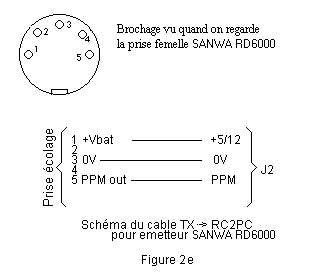 Brochage vu quand on regarde
la prise femelle SANWA RD6000
1
2
3
4
5
Prise écolage
1 +Vbat +5/12
2
3 0V 0V
4
5 PPM out PPM
J2
Schéma du cable TX -> RC2PC
pour emetteur SANWA RD6000
Figure 2e